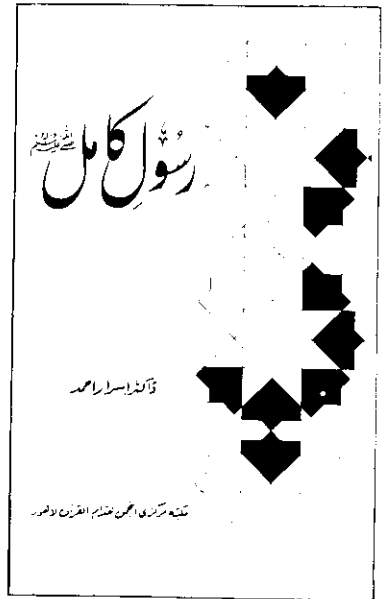 رسولِ کامل ﷺ
ڈاکٹر اسرار احمد
مکتبہ مرکزی انجمن خدام القرآن لاہور